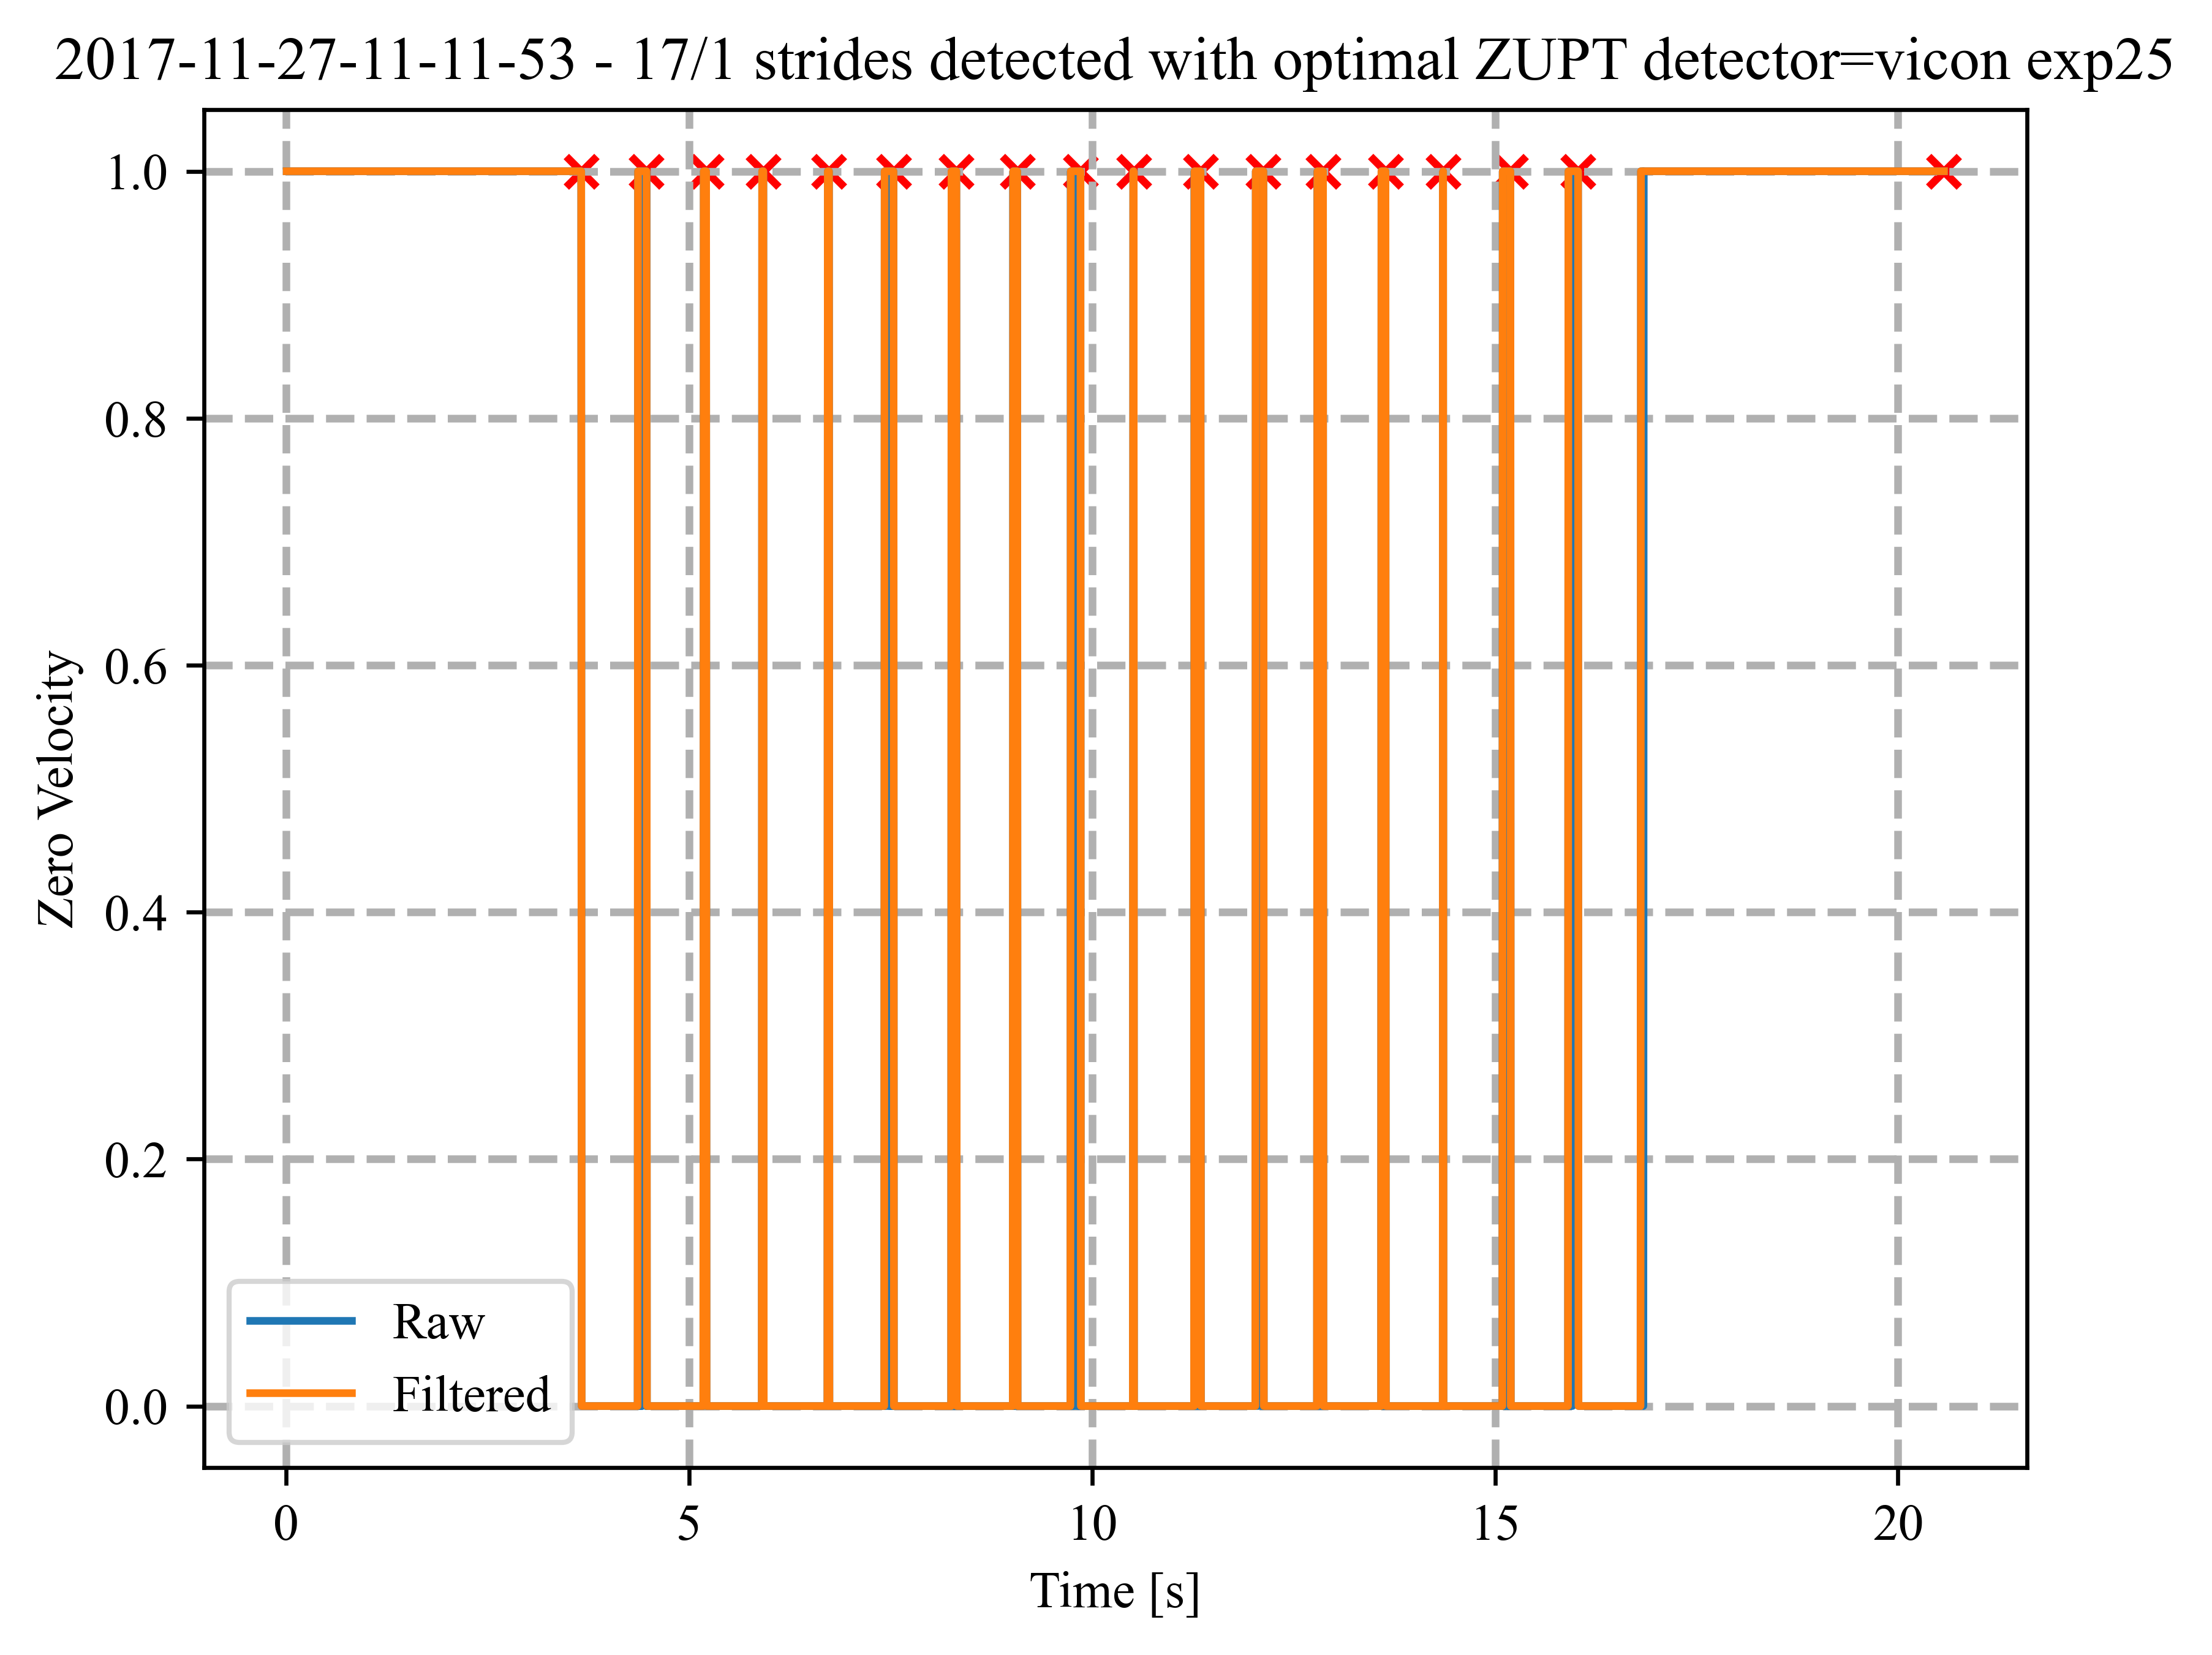 2017-11-27-11-11-53 - 17/1 strides detected with optimal ZUPT detector=vicon exp25
1.0
0.8
0.6
0.4
0.2
0.0
Zero Velocity
Raw
Filtered
0 5 10 15 20
Time [s]